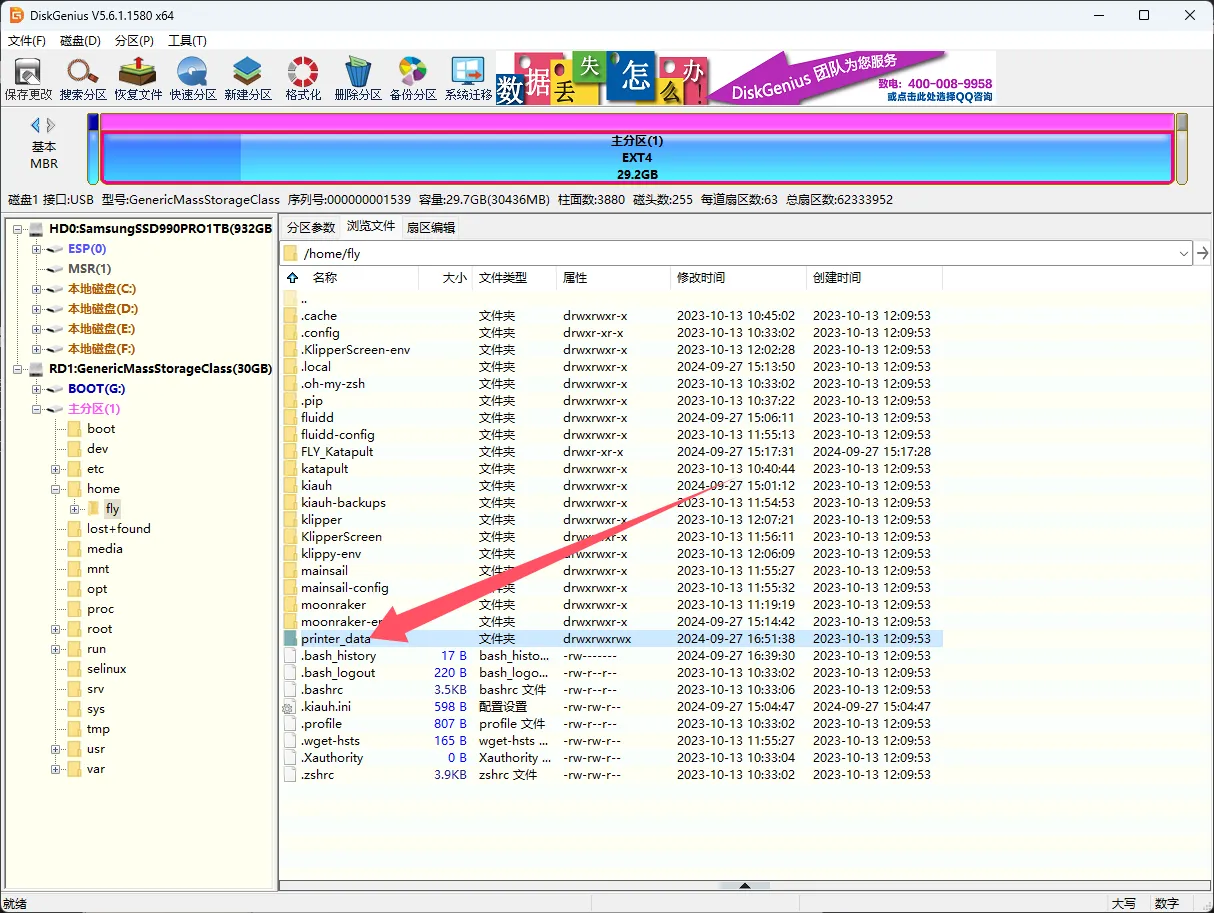 DiskGenius V5.6.1.1580 x64
文件(F) 磁盘(D) 分区(P) 工具(T)
保存更改 搜索分区 恢复文件 快速分区 新建分区 格式化 删除分区 备份分区 系统迁移
数据丢失怎么办!
DiskGenius 团队为您服务
致电: 400-008-9958
或点击此处选择QQ咨询
基本
MBR
主分区(1)
EXT4
29.2GB
磁盘1 接口:USB 型号:GenericMassStorageClass 序列号:000000001539 容量:29.7GB(30436MB) 柱面数:3880 磁头数:255 每道扇区数:63 总扇区数:62333952
HD0:SamsungSSD990PRO1TB(932GB
ESP(0)
MSR(1)
本地磁盘(C:)
本地磁盘(D:)
本地磁盘(E:)
本地磁盘(F:)
RD1:GenericMassStorageClass(30GB)
BOOT(G:)
主分区(1)
boot
dev
etc
home
fly
lost+found
media
mnt
opt
proc
root
run
selinux
srv
sys
tmp
usr
var
分区参数 浏览文件 扇区编辑
/home/fly
名称 大小 文件类型 属性 修改时间 创建时间
..
.cache 文件夹 drwxrwxr-x 2023-10-13 10:45:02 2023-10-13 12:09:53
.config 文件夹 drwxr-xr-x 2023-10-13 10:33:02 2023-10-13 12:09:53
.KlipperScreen-env 文件夹 drwxrwxr-x 2023-10-13 12:02:28 2023-10-13 12:09:53
.local 文件夹 drwxrwxr-x 2024-09-27 15:13:50 2023-10-13 12:09:53
.oh-my-zsh 文件夹 drwxrwxr-x 2023-10-13 10:33:02 2023-10-13 12:09:53
.pip 文件夹 drwxrwxr-x 2023-10-13 10:37:22 2023-10-13 12:09:53
fluidd 文件夹 drwxrwxr-x 2024-09-27 15:06:11 2023-10-13 12:09:53
fluidd-config 文件夹 drwxrwxr-x 2023-10-13 11:55:13 2023-10-13 12:09:53
FLY_Katapult 文件夹 drwxr-xr-x 2024-09-27 15:17:31 2024-09-27 15:17:28
katapult 文件夹 drwxrwxr-x 2023-10-13 10:40:44 2023-10-13 12:09:53
kiauh 文件夹 drwxrwxr-x 2024-09-27 15:01:12 2023-10-13 12:09:53
kiauh-backups 文件夹 drwxrwxr-x 2023-10-13 11:54:53 2023-10-13 12:09:53
klipper 文件夹 drwxrwxr-x 2023-10-13 12:07:21 2023-10-13 12:09:53
KlipperScreen 文件夹 drwxrwxr-x 2023-10-13 11:56:11 2023-10-13 12:09:53
klippy-env 文件夹 drwxrwxr-x 2023-10-13 12:06:09 2023-10-13 12:09:53
mainsail 文件夹 drwxrwxr-x 2023-10-13 11:55:27 2023-10-13 12:09:53
mainsail-config 文件夹 drwxrwxr-x 2023-10-13 11:55:32 2023-10-13 12:09:53
moonraker 文件夹 drwxrwxr-x 2023-10-13 11:19:19 2023-10-13 12:09:53
moonraker-e 文件夹 drwxrwxr-x 2024-09-27 15:14:42 2023-10-13 12:09:53
printer_data 文件夹 drwxrwxrwx 2024-09-27 16:51:38 2023-10-13 12:09:53
.bash_history 17 B bash_histo... -rw------- 2024-09-27 16:39:30 2023-10-13 12:09:53
.bash_logout 220 B bash_logo... -rw-r--r-- 2023-10-13 10:33:02 2023-10-13 12:09:53
.bashrc 3.5KB bashrc 文件 -rw-r--r-- 2023-10-13 10:33:06 2023-10-13 12:09:53
.kiauh.ini 598 B 配置设置 -rw-rw-r-- 2024-09-27 15:04:47 2024-09-27 15:04:47
.profile 807 B profile 文件 -rw-r--r-- 2023-10-13 10:33:02 2023-10-13 12:09:53
.wget-hsts 165 B wget-hsts ... -rw-rw-r-- 2023-10-13 11:55:27 2023-10-13 12:09:53
.Xauthority 0 B Xauthority ... -rw-rw-r-- 2023-10-13 10:33:04 2023-10-13 12:09:53
.zshrc 3.9KB zshrc 文件 -rw-rw-r-- 2023-10-13 10:33:02 2023-10-13 12:09:53
就绪 大写 数字